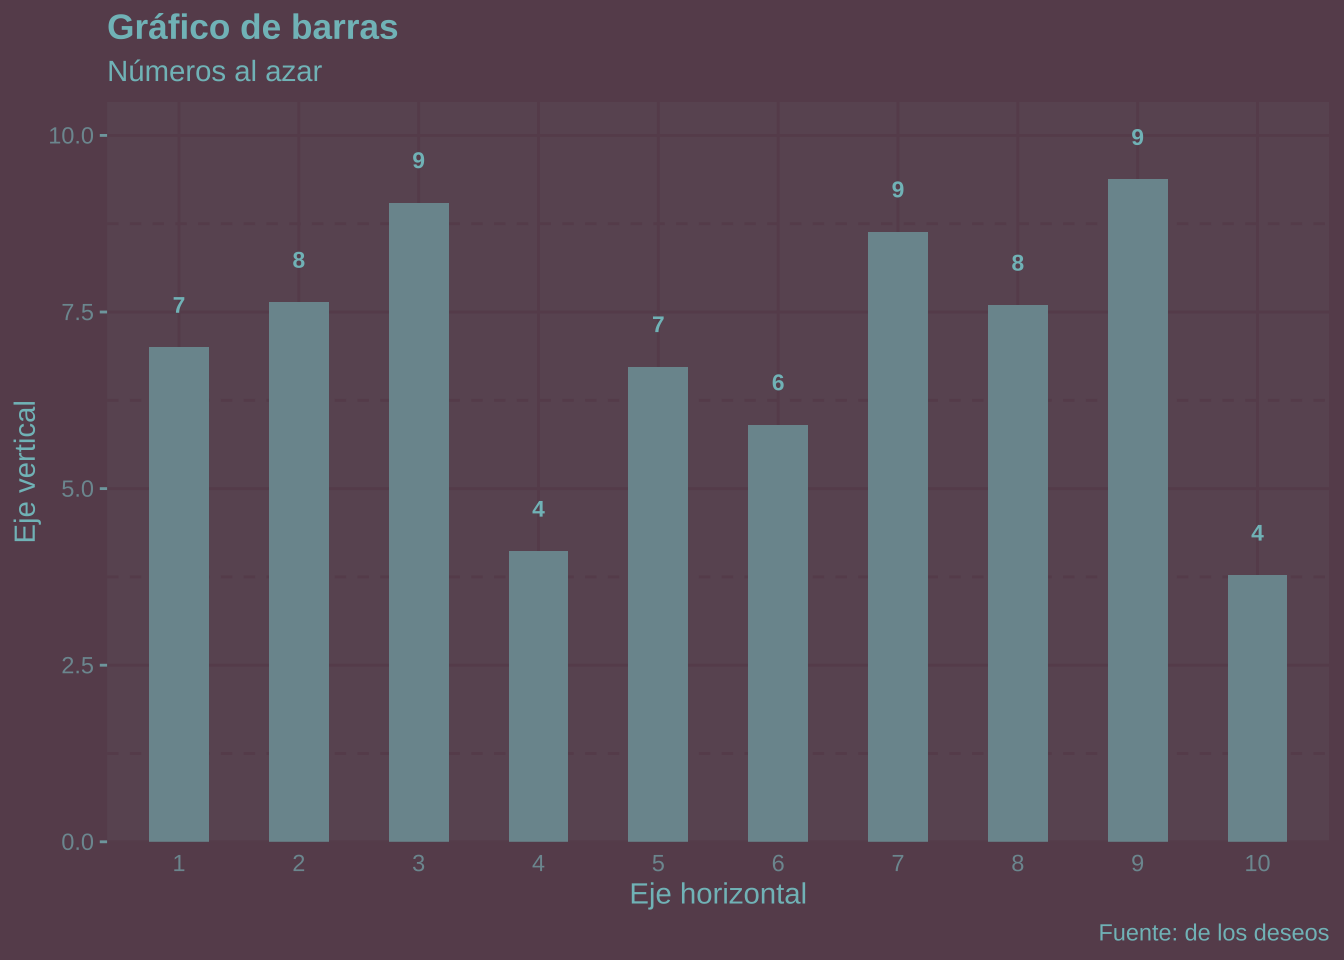 Gráfico de barras
Números al azar
Eje vertical
10.0
7.5
5.0
2.5
0.0
7
8
9
4
7
6
9
8
9
4
1 2 3 4 5 6 7 8 9 10
Eje horizontal
Fuente: de los deseos